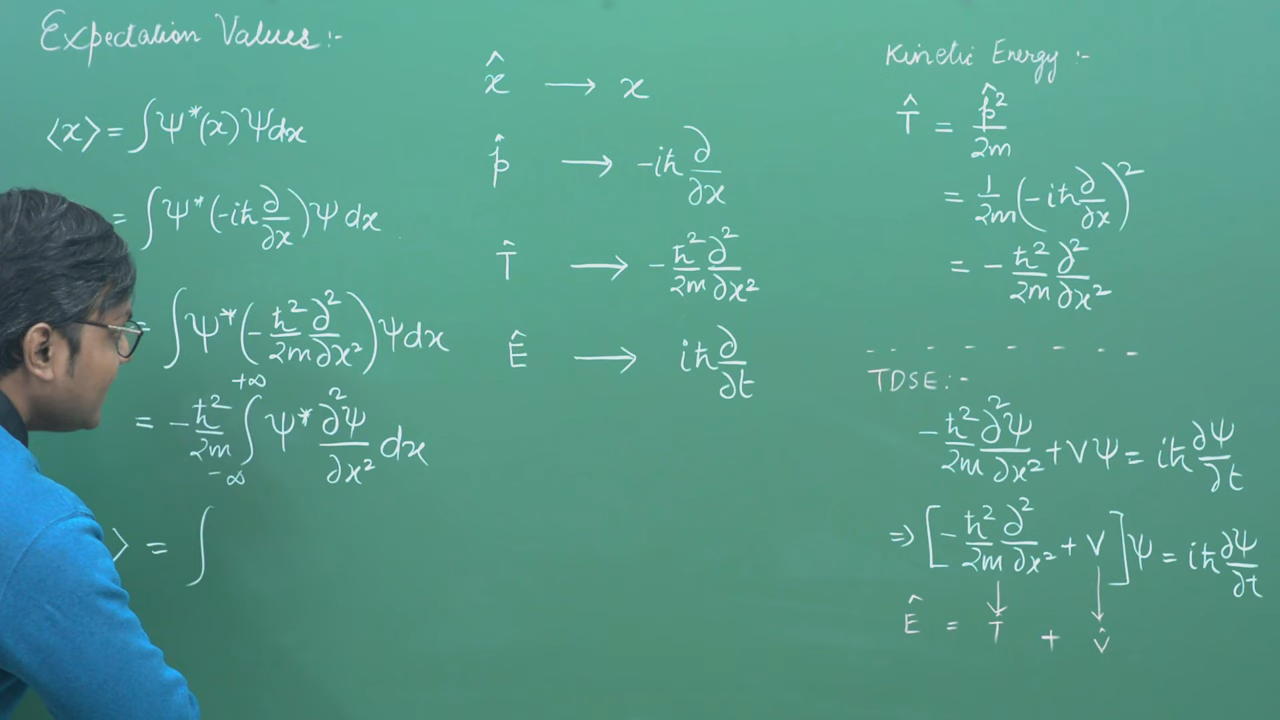 Expectation Values:-
⟨x⟩ = ∫ Ψ*(x) Ψ dx
= ∫ Ψ* (-iħ ∂/∂x) Ψ dx
= ∫ Ψ* (-ħ²/2m ∂²/∂x²) Ψ dx
= -ħ²/2m ∫_{-∞}^{+∞} Ψ* ∂²Ψ/∂x² dx
⟩ = ∫
x̂ → x
p̂ → -iħ ∂/∂x
T̂ → -ħ²/2m ∂²/∂x²
Ê → iħ ∂/∂t
Kinetic Energy :-
T̂ = p̂²/2m
= 1/2m (-iħ ∂/∂x)²
= -ħ²/2m ∂²/∂x²
TDSE:-
-ħ²/2m ∂²Ψ/∂x² + VΨ = iħ ∂Ψ/∂t
⇒ [-ħ²/2m ∂²/∂x² + V] Ψ = iħ ∂Ψ/∂t
↓ ↓
Ê = T̂ + V̂